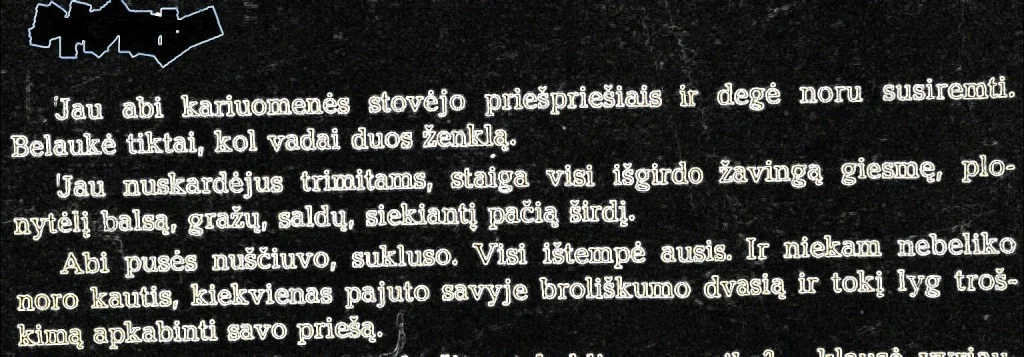 Jau abi kariuomenės stovėjo priešpriešiais ir degė noru susiremti.
Belaukė tiktai, kol vadai duos ženklą.
Jau nuskardėjus trimitams, staiga visi išgirdo žavingą giesmę, plo-
nytėlį balsą, gražų, saldų, siekiantį pačią širdį.
Abi pusės nuščiuvo, sukluso. Visi ištempė ausis. Ir niekam nebeliko
noro kautis, kiekvienas pajuto savyje broliškumo dvasią ir tokį lyg troš-
kimą apkabinti savo priešą.